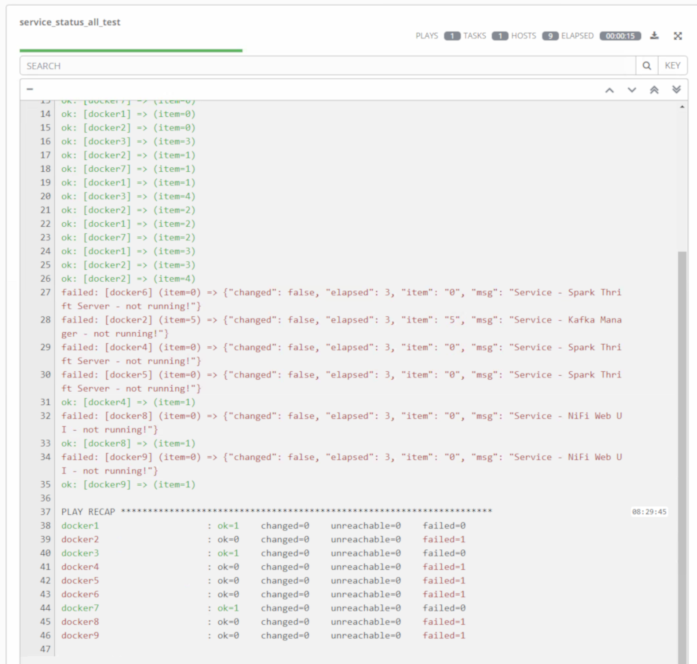 service_status_all_test
PLAYS 1 TASKS 1 HOSTS 9 ELAPSED 00:00:15
SEARCH
KEY
13 ok: [docker7] => (item=0)
14 ok: [docker1] => (item=0)
15 ok: [docker2] => (item=0)
16 ok: [docker3] => (item=3)
17 ok: [docker2] => (item=1)
18 ok: [docker7] => (item=1)
19 ok: [docker1] => (item=1)
20 ok: [docker3] => (item=4)
21 ok: [docker2] => (item=2)
22 ok: [docker1] => (item=2)
23 ok: [docker7] => (item=2)
24 ok: [docker1] => (item=3)
25 ok: [docker2] => (item=3)
26 ok: [docker2] => (item=4)
27 failed: [docker6] (item=0) => {"changed": false, "elapsed": 3, "item": "0", "msg": "Service - Spark Thri
ft Server - not running!"}
28 failed: [docker2] (item=5) => {"changed": false, "elapsed": 3, "item": "5", "msg": "Service - Kafka Mana
ger - not running!"}
29 failed: [docker4] (item=0) => {"changed": false, "elapsed": 3, "item": "0", "msg": "Service - Spark Thri
ft Server - not running!"}
30 failed: [docker5] (item=0) => {"changed": false, "elapsed": 3, "item": "0", "msg": "Service - Spark Thri
ft Server - not running!"}
31 ok: [docker4] => (item=1)
32 failed: [docker8] (item=0) => {"changed": false, "elapsed": 3, "item": "0", "msg": "Service - NiFi Web U
I - not running!"}
33 ok: [docker8] => (item=1)
34 failed: [docker9] (item=0) => {"changed": false, "elapsed": 3, "item": "0", "msg": "Service - NiFi Web U
I - not running!"}
35 ok: [docker9] => (item=1)
36
37 PLAY RECAP ********************************************************************* 08:29:45
38 docker1 : ok=1 changed=0 unreachable=0 failed=0
39 docker2 : ok=0 changed=0 unreachable=0 failed=1
40 docker3 : ok=1 changed=0 unreachable=0 failed=0
41 docker4 : ok=0 changed=0 unreachable=0 failed=1
42 docker5 : ok=0 changed=0 unreachable=0 failed=1
43 docker6 : ok=0 changed=0 unreachable=0 failed=1
44 docker7 : ok=1 changed=0 unreachable=0 failed=0
45 docker8 : ok=0 changed=0 unreachable=0 failed=1
46 docker9 : ok=0 changed=0 unreachable=0 failed=1
47